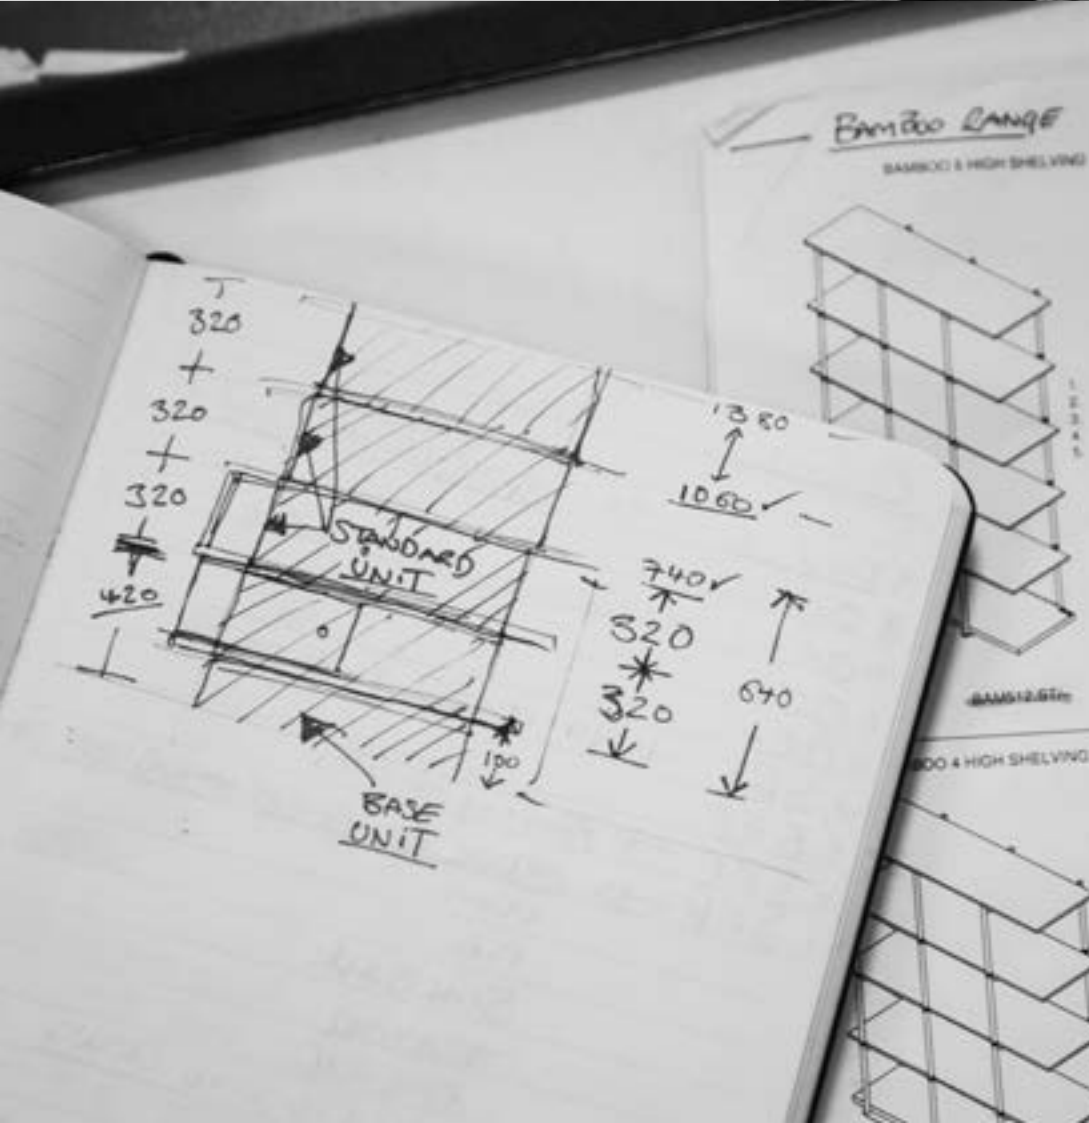 BAMBOO RANGE
BAMBOO 5 HIGH SHELVING
320
320
320
420
STANDARD
UNIT
BASE
UNIT
100
1380
1060 ✓
740 ✓
320
320
640
BOO 4 HIGH SHELVING